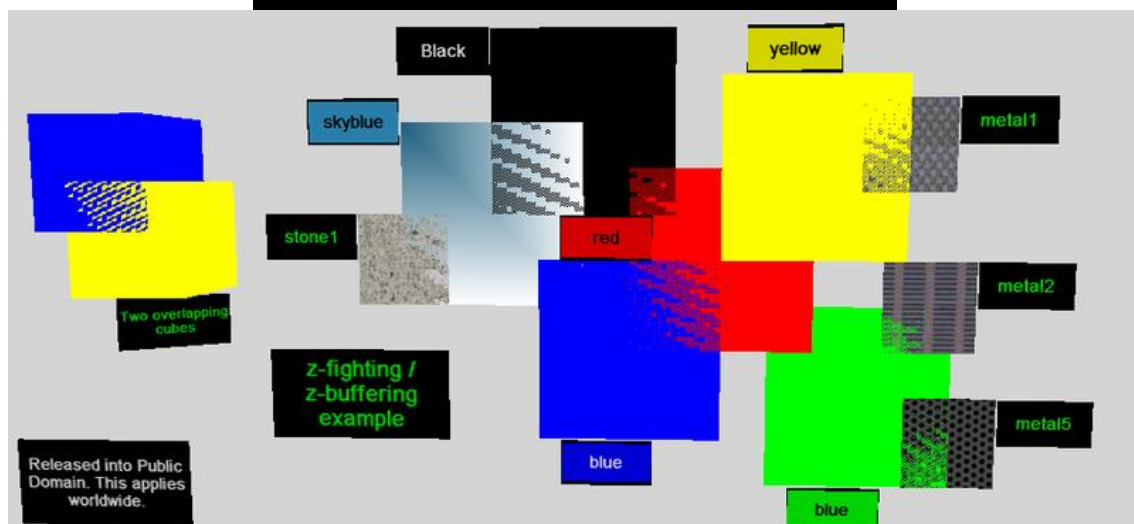 Black
yellow
skyblue
metal1
stone1
red
metal2
Two overlapping
cubes
z-fighting /
z-buffering
example
metal5
Released into Public
Domain. This applies
worldwide.
blue
blue